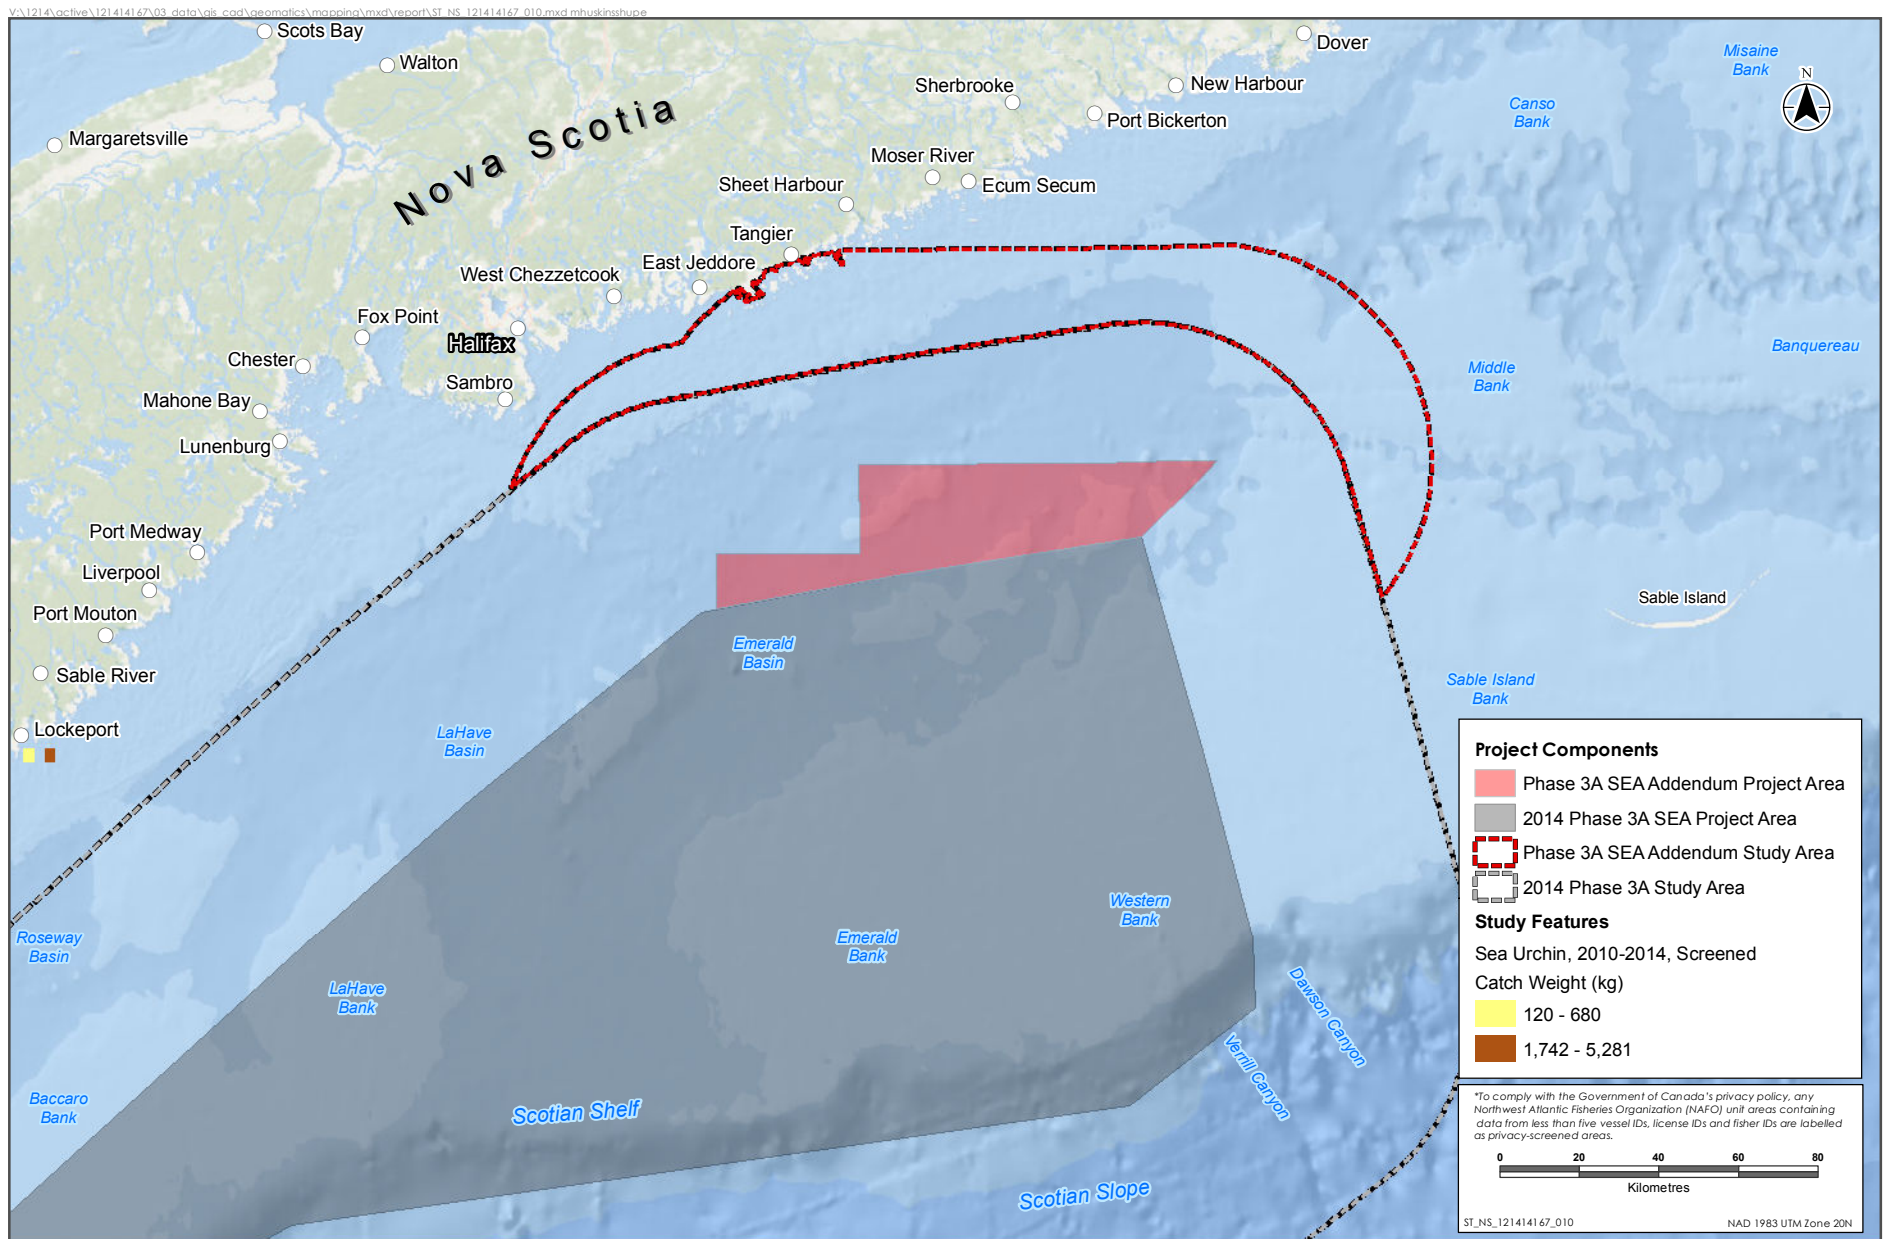 V:\1214\active\121414167\03_data\gis_cad\geomatics\mapping\mxd\report\ST_NS_121414167_010.mxd mhuskinsshupe
Scots Bay
Walton
Dover
Misaine
Bank
N
Sherbrooke
New Harbour
Canso
Bank
Port Bickerton
Margaretsville
Nova Scotia
Moser River
Ecum Secum
Sheet Harbour
Tangier
East Jeddore
West Chezzetcook
Fox Point
Halifax
Chester
Sambro
Mahone Bay
Lunenburg
Banquereau
Middle
Bank
Port Medway
Liverpool
Port Mouton
Sable River
Lockeport
Sable Island
Emerald
Basin
Sable Island
Bank
LaHave
Basin
Roseway
Basin
LaHave
Bank
Emerald
Bank
Western
Bank
Baccaro
Bank
Scotian Shelf
Dawson Canyon
Verrill Canyon
Scotian Slope
Project Components
Phase 3A SEA Addendum Project Area
2014 Phase 3A SEA Project Area
Phase 3A SEA Addendum Study Area
2014 Phase 3A Study Area
Study Features
Sea Urchin, 2010-2014, Screened
Catch Weight (kg)
120 - 680
1,742 - 5,281
*To comply with the Government of Canada's privacy policy, any
Northwest Atlantic Fisheries Organization (NAFO) unit areas containing
data from less than five vessel IDs, license IDs and fisher IDs are labelled
as privacy-screened areas.
0 20 40 60 80
Kilometres
ST_NS_121414167_010 NAD 1983 UTM Zone 20N